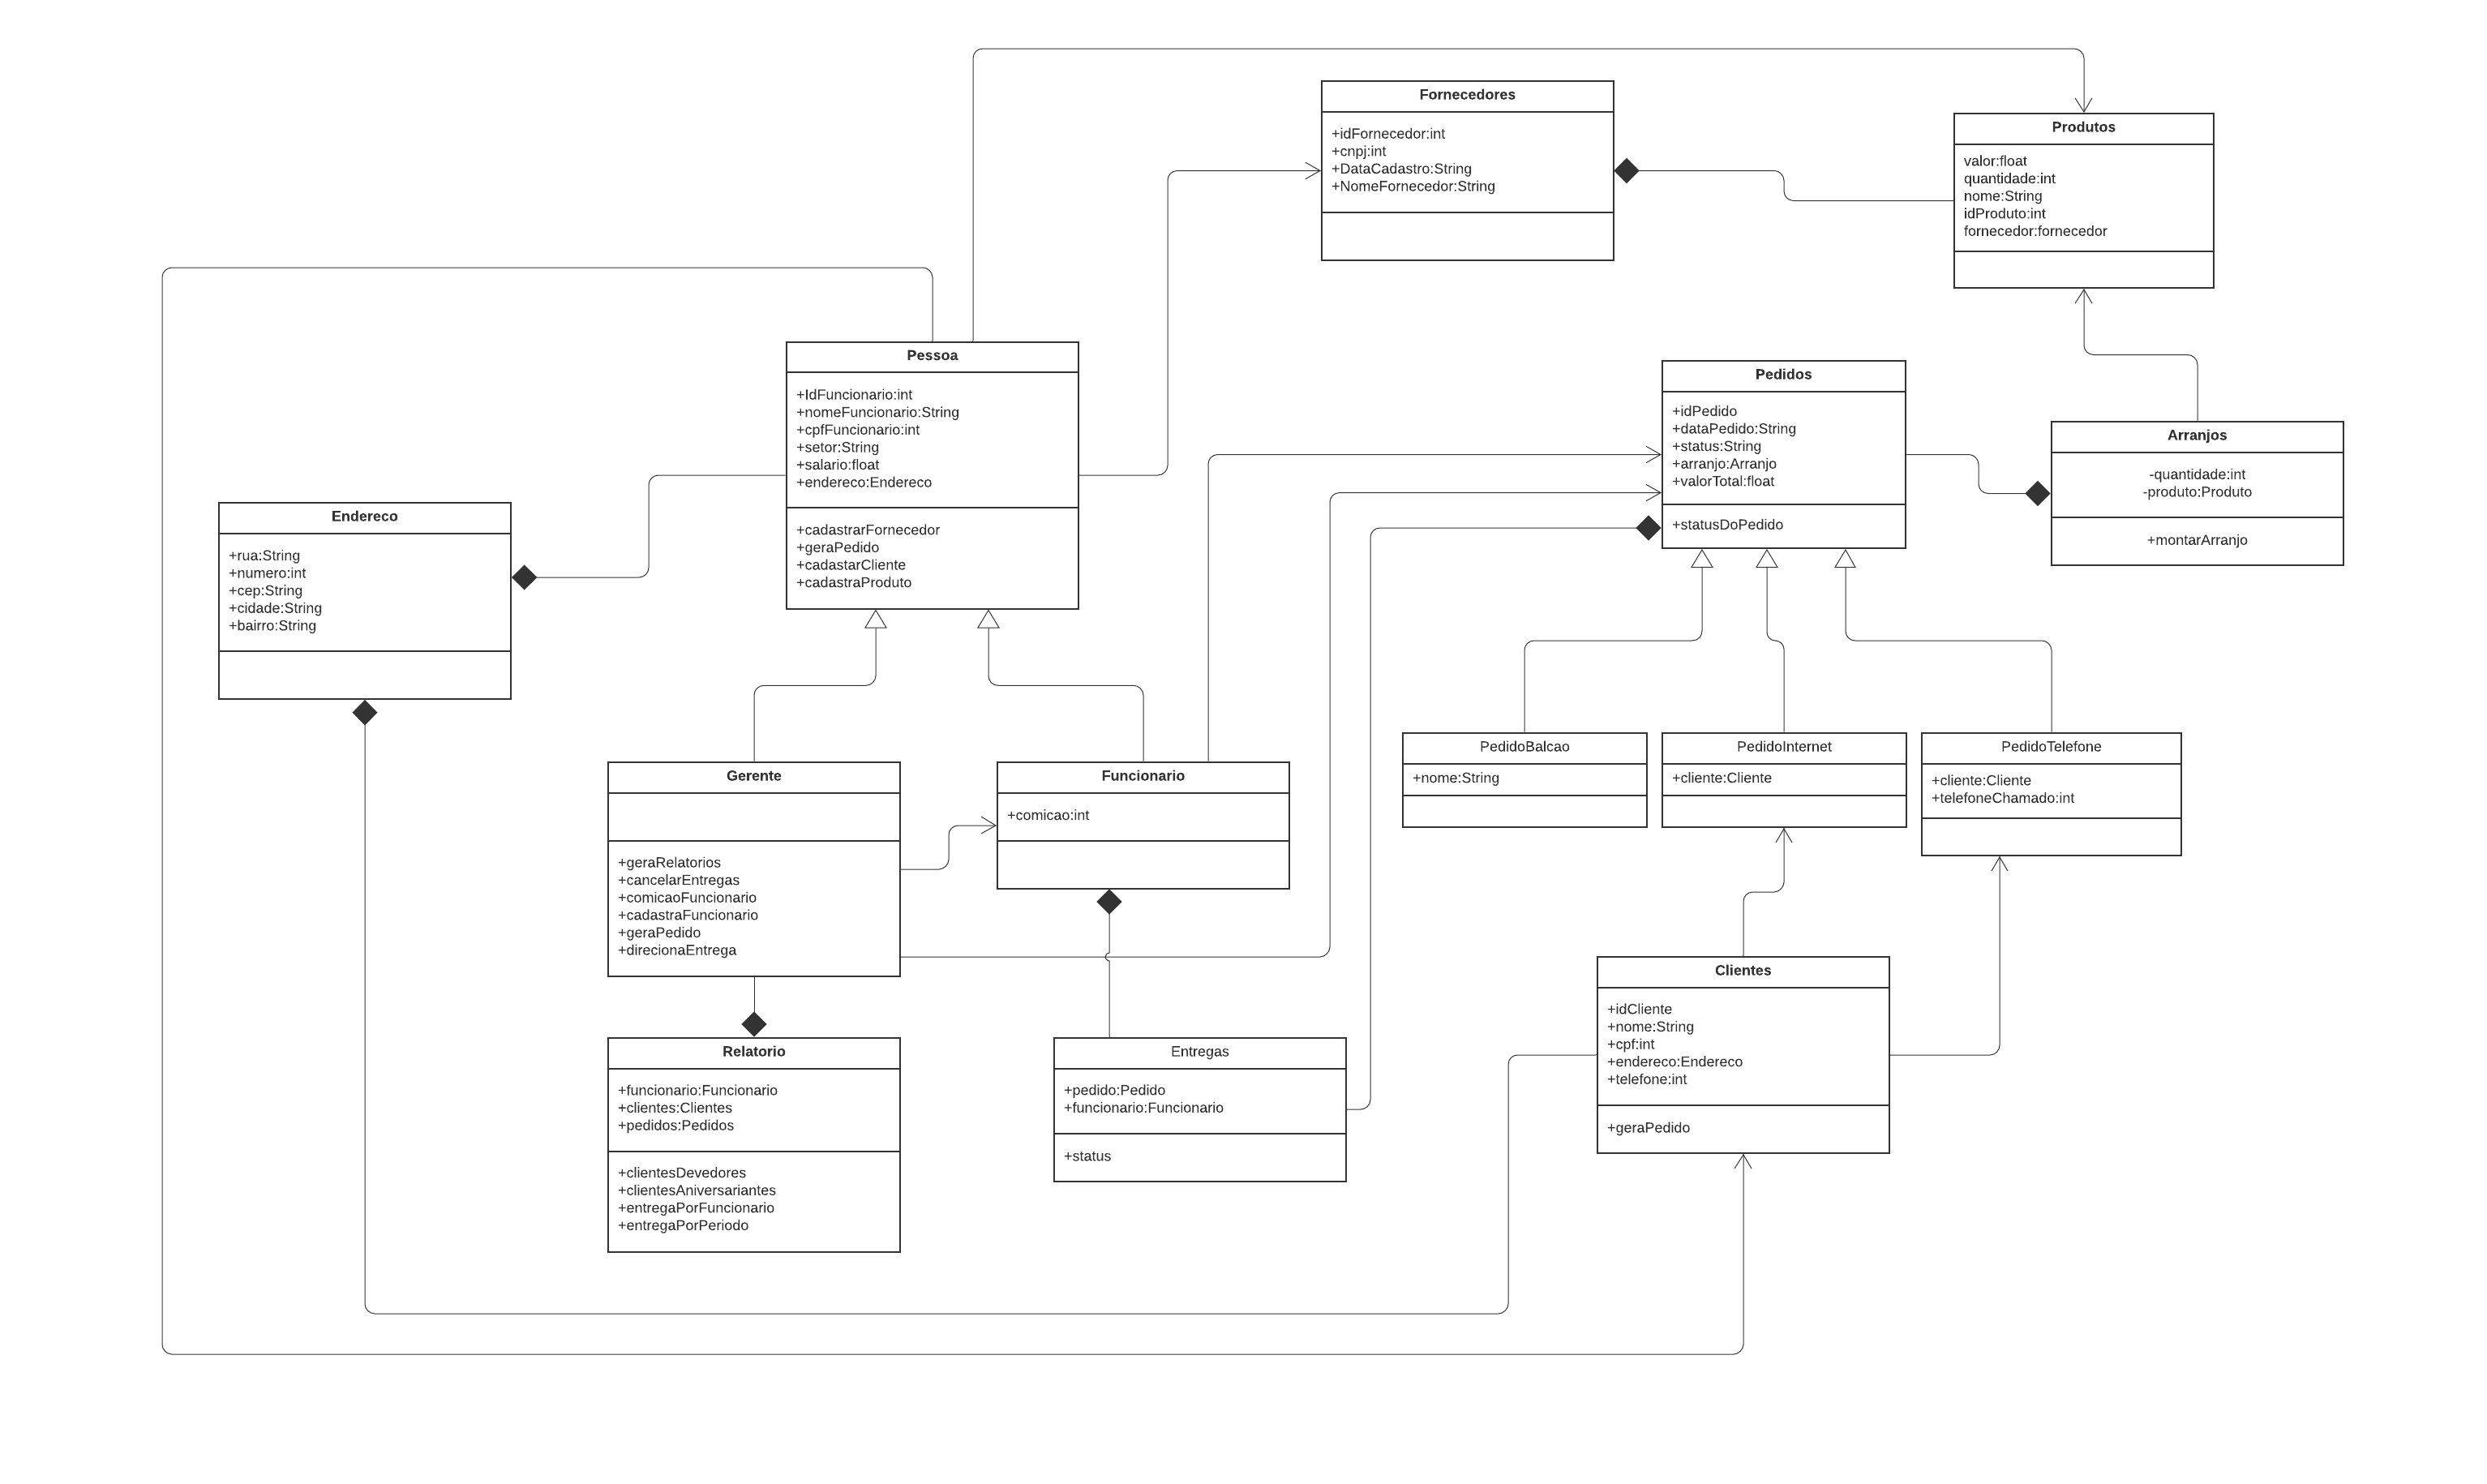 Fornecedores
+idFornecedor:int
+cnpj:int
+DataCadastro:String
+NomeFornecedor:String
Produtos
valor:float
quantidade:int
nome:String
idProduto:int
fornecedor:fornecedor
Pessoa
+IdFuncionario:int
+nomeFuncionario:String
+cpfFuncionario:int
+setor:String
+salario:float
+endereco:Endereco
+cadastrarFornecedor
+geraPedido
+cadastarCliente
+cadastraProduto
Pedidos
+idPedido
+dataPedido:String
+status:String
+arranjo:Arranjo
+valorTotal:float
+statusDoPedido
Arranjos
-quantidade:int
-produto:Produto
+montarArranjo
Endereco
+rua:String
+numero:int
+cep:String
+cidade:String
+bairro:String
Gerente
+geraRelatorios
+cancelarEntregas
+comicaoFuncionario
+cadastraFuncionario
+geraPedido
+direcionaEntrega
Funcionario
+comicao:int
PedidoBalcao
+nome:String
PedidoInternet
+cliente:Cliente
PedidoTelefone
+cliente:Cliente
+telefoneChamado:int
Clientes
+idCliente
+nome:String
+cpf:int
+endereco:Endereco
+telefone:int
+geraPedido
Relatorio
+funcionario:Funcionario
+clientes:Clientes
+pedidos:Pedidos
+clientesDevedores
+clientesAniversariantes
+entregaPorFuncionario
+entregaPorPeriodo
Entregas
+pedido:Pedido
+funcionario:Funcionario
+status